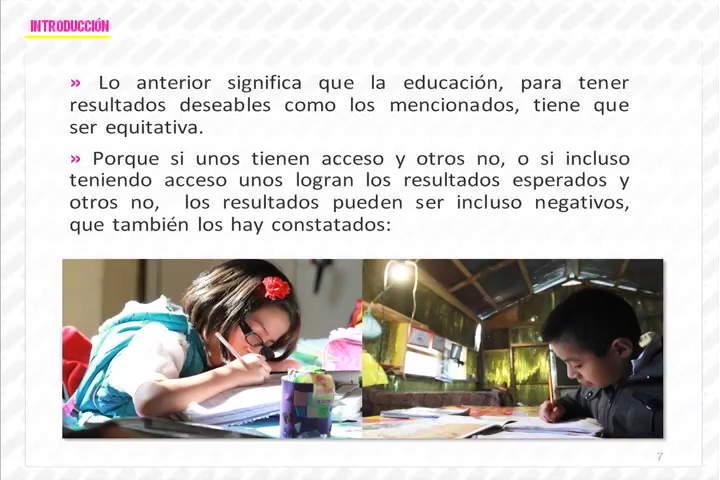 INTRODUCCIÓN
» Lo anterior significa que la educación, para tener
resultados deseables como los mencionados, tiene que
ser equitativa.
» Porque si unos tienen acceso y otros no, o si incluso
teniendo acceso unos logran los resultados esperados y
otros no, los resultados pueden ser incluso negativos,
que también los hay constatados:
7